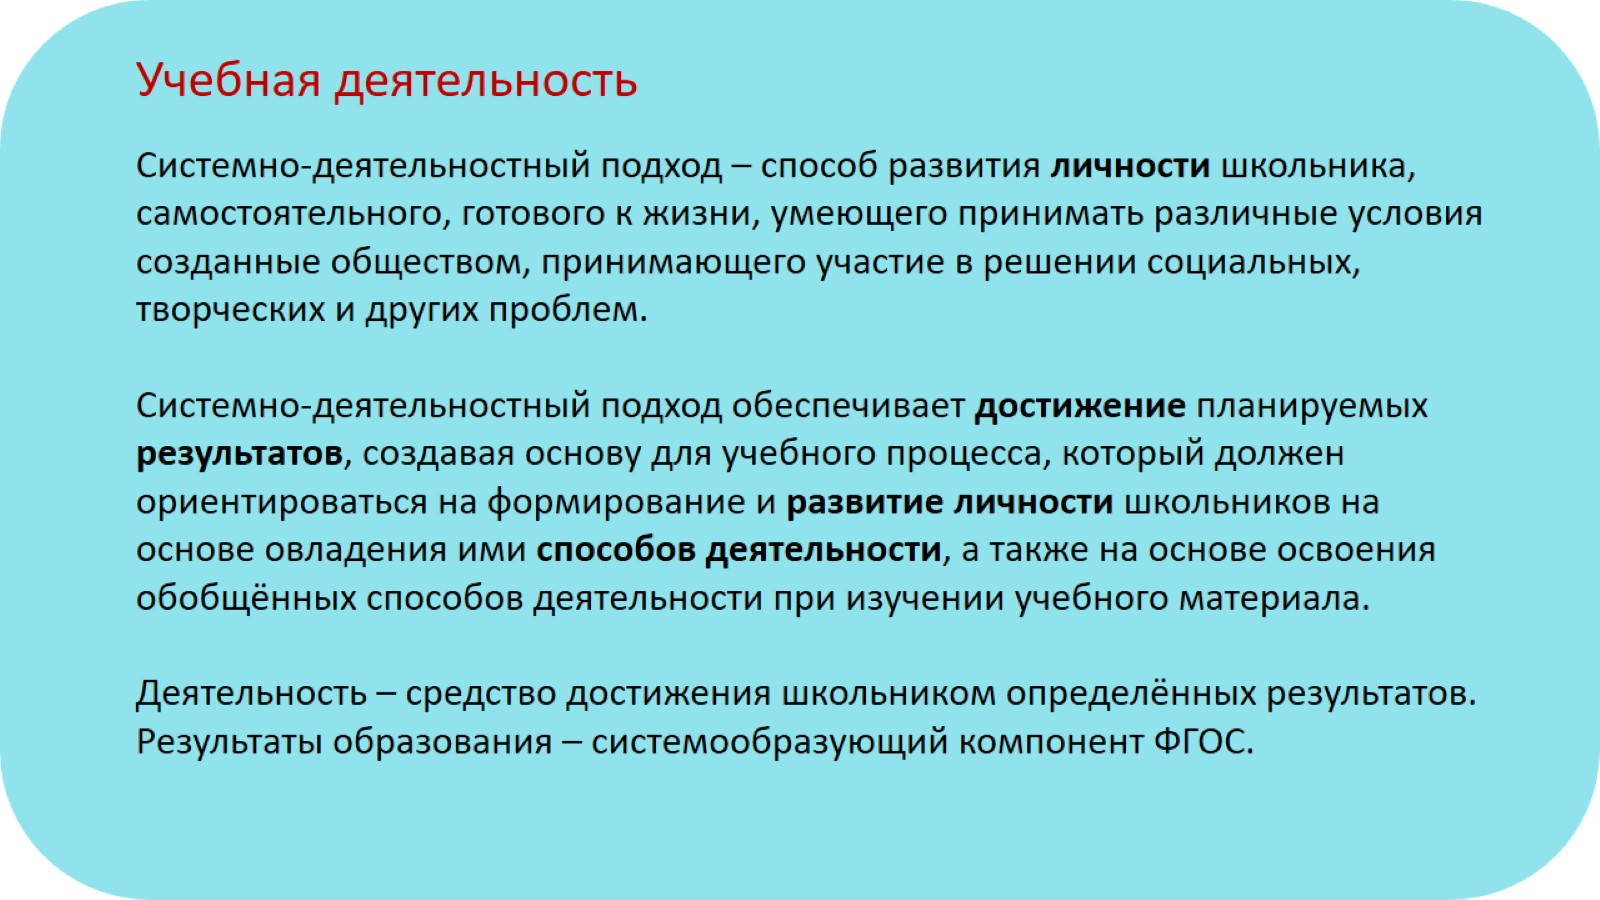 Учебная деятельность
Системно-деятельностный подход – способ развития личности школьника,
самостоятельного, готового к жизни, умеющего принимать различные условия
созданные обществом, принимающего участие в решении социальных,
творческих и других проблем.
Системно-деятельностный подход обеспечивает достижение планируемых
результатов, создавая основу для учебного процесса, который должен
ориентироваться на формирование и развитие личности школьников на
основе овладения ими способов деятельности, а также на основе освоения
обобщённых способов деятельности при изучении учебного материала.
Деятельность – средство достижения школьником определённых результатов.
Результаты образования – системообразующий компонент ФГОС.